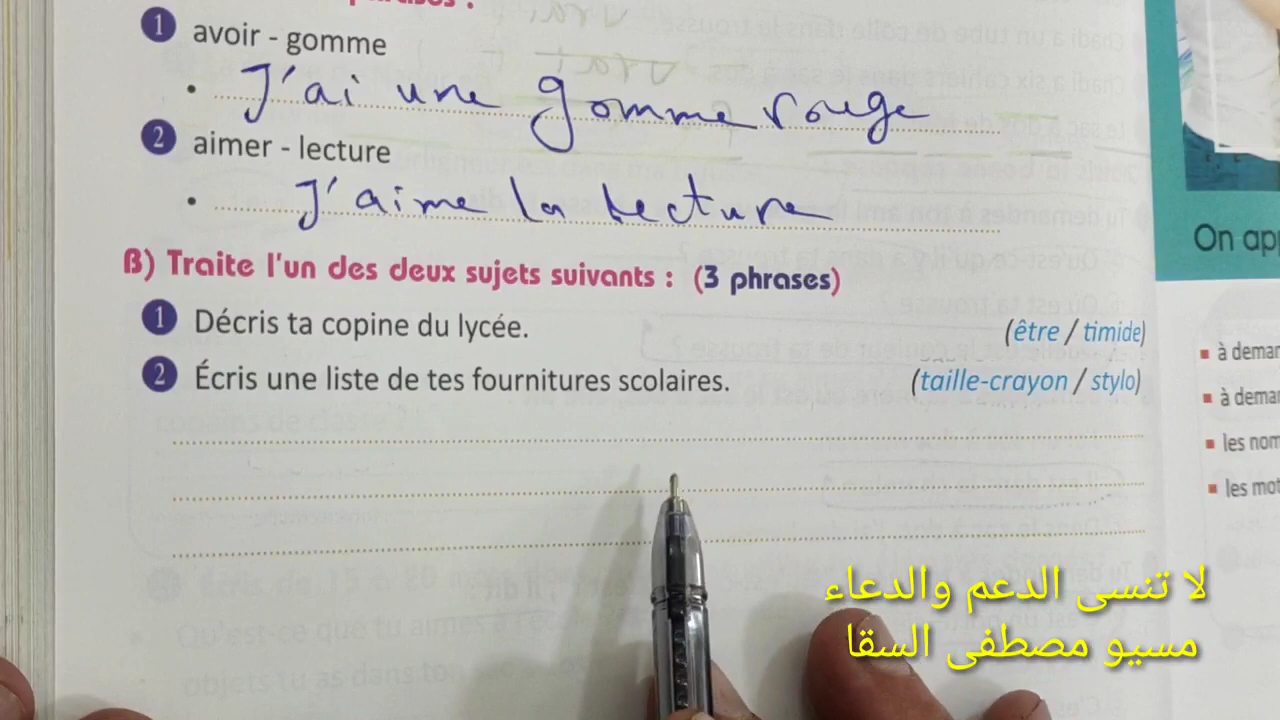 1 avoir - gomme
• J'ai une gomme rouge
2 aimer - lecture
• J'aime la lecture
B) Traite l'un des deux sujets suivants : (3 phrases)
1 Décris ta copine du lycée. (être / timide)
2 Écris une liste de tes fournitures scolaires. (taille-crayon / stylo)
On app
▪ à deman
▪ à deman
▪ les nom
▪ les mot
لا تنسى الدعم والدعاء
مسيو مصطفى السقا